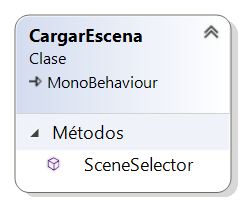 CargarEscena
Clase
MonoBehaviour
Métodos
SceneSelector